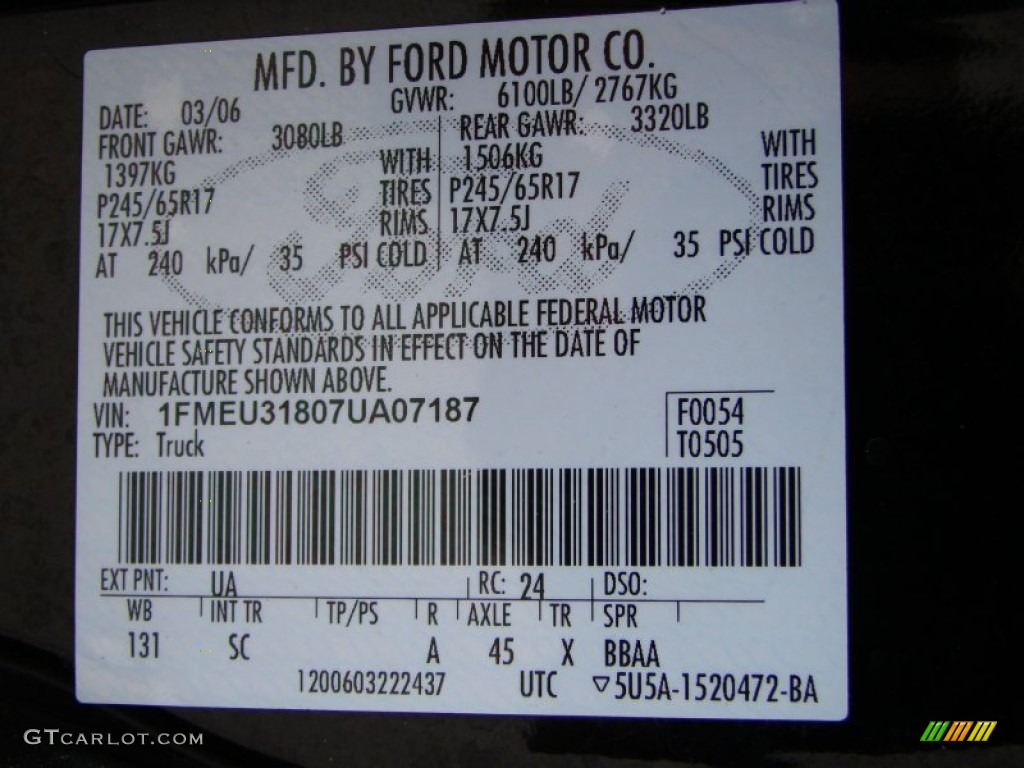 MFD. BY FORD MOTOR CO.
DATE: 03/06 GVWR: 6100LB/ 2767KG
FRONT GAWR: 3080LB REAR GAWR: 3320LB
1397KG WITH 1506KG WITH
P245/65R17 TIRES P245/65R17 TIRES
17X7.5J RIMS 17X7.5J RIMS
AT 240 kPa/ 35 PSI COLD AT 240 kPa/ 35 PSI COLD
Ford
THIS VEHICLE CONFORMS TO ALL APPLICABLE FEDERAL MOTOR
VEHICLE SAFETY STANDARDS IN EFFECT ON THE DATE OF
MANUFACTURE SHOWN ABOVE.
VIN: 1FMEU31807UA07187 F0054
TYPE: Truck T0505
EXT PNT: UA RC: 24 DSO:
WB INT TR TP/PS R AXLE TR SPR
131 SC A 45 X BBAA
1200603222437 UTC ▽5U5A-1520472-BA
GTCARLOT.COM